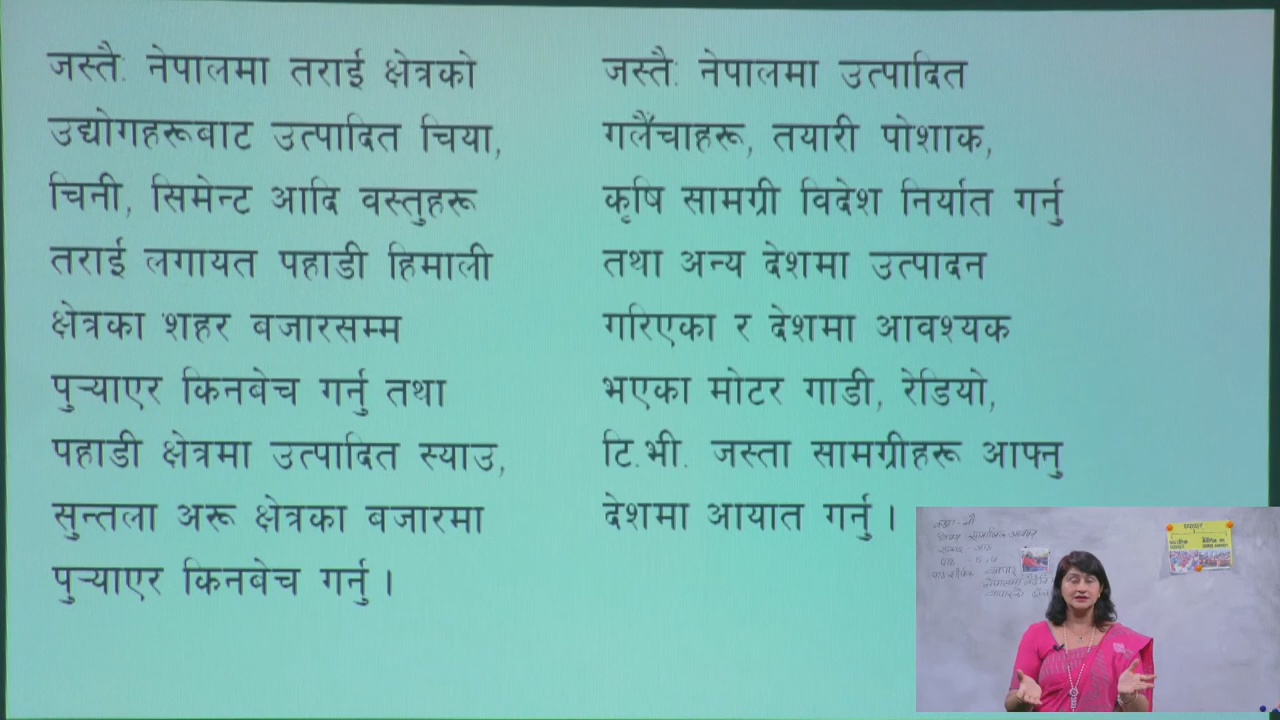 जस्तै: नेपालमा तराई क्षेत्रको
उद्योगहरूबाट उत्पादित चिया,
चिनी, सिमेन्ट आदि वस्तुहरू
तराई लगायत पहाडी हिमाली
क्षेत्रका शहर बजारसम्म
पुऱ्याएर किनबेच गर्नु तथा
पहाडी क्षेत्रमा उत्पादित स्याउ,
सुन्तला अरू क्षेत्रका बजारमा
पुऱ्याएर किनबेच गर्नु ।
जस्तै: नेपालमा उत्पादित
गलैँचाहरू, तयारी पोशाक,
कृषि सामग्री विदेश निर्यात गर्नु
तथा अन्य देशमा उत्पादन
गरिएका र देशमा आवश्यक
भएका मोटर गाडी, रेडियो,
टि.भी. जस्ता सामग्रीहरू आफ्नु
देशमा आयात गर्नु ।